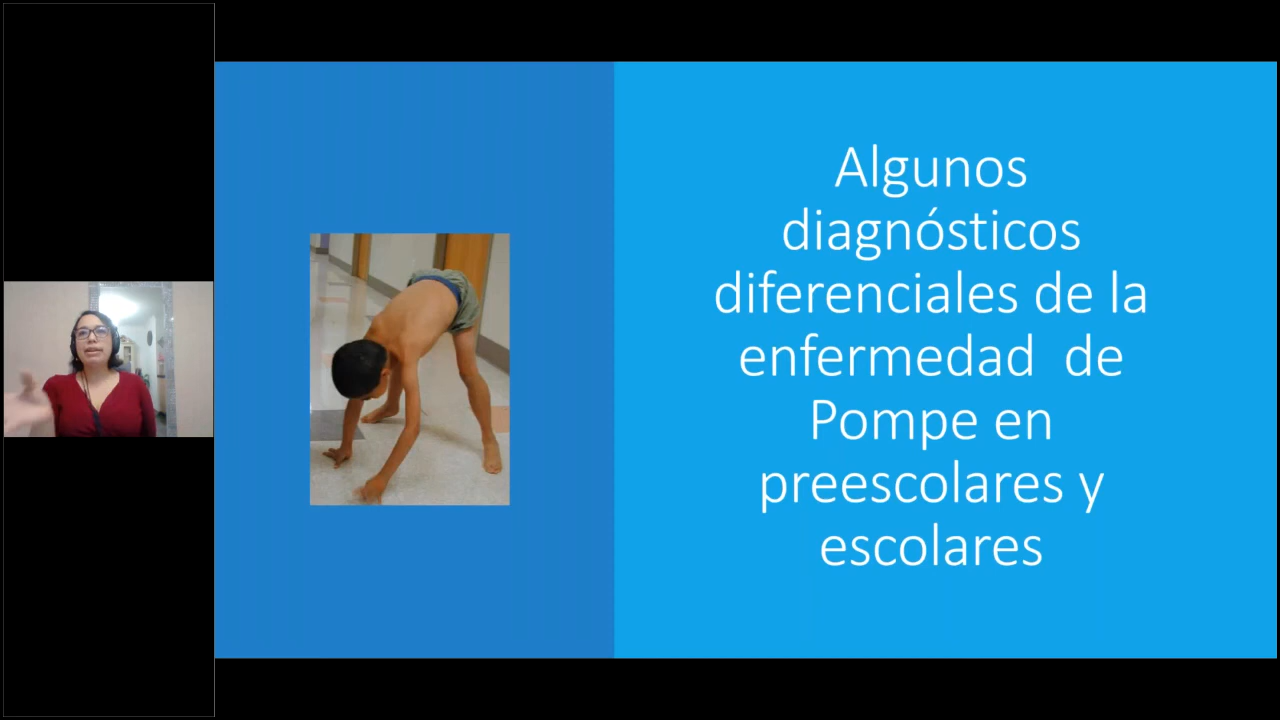 Algunos
diagnósticos
diferenciales de la
enfermedad  de
Pompe en
preescolares y
escolares